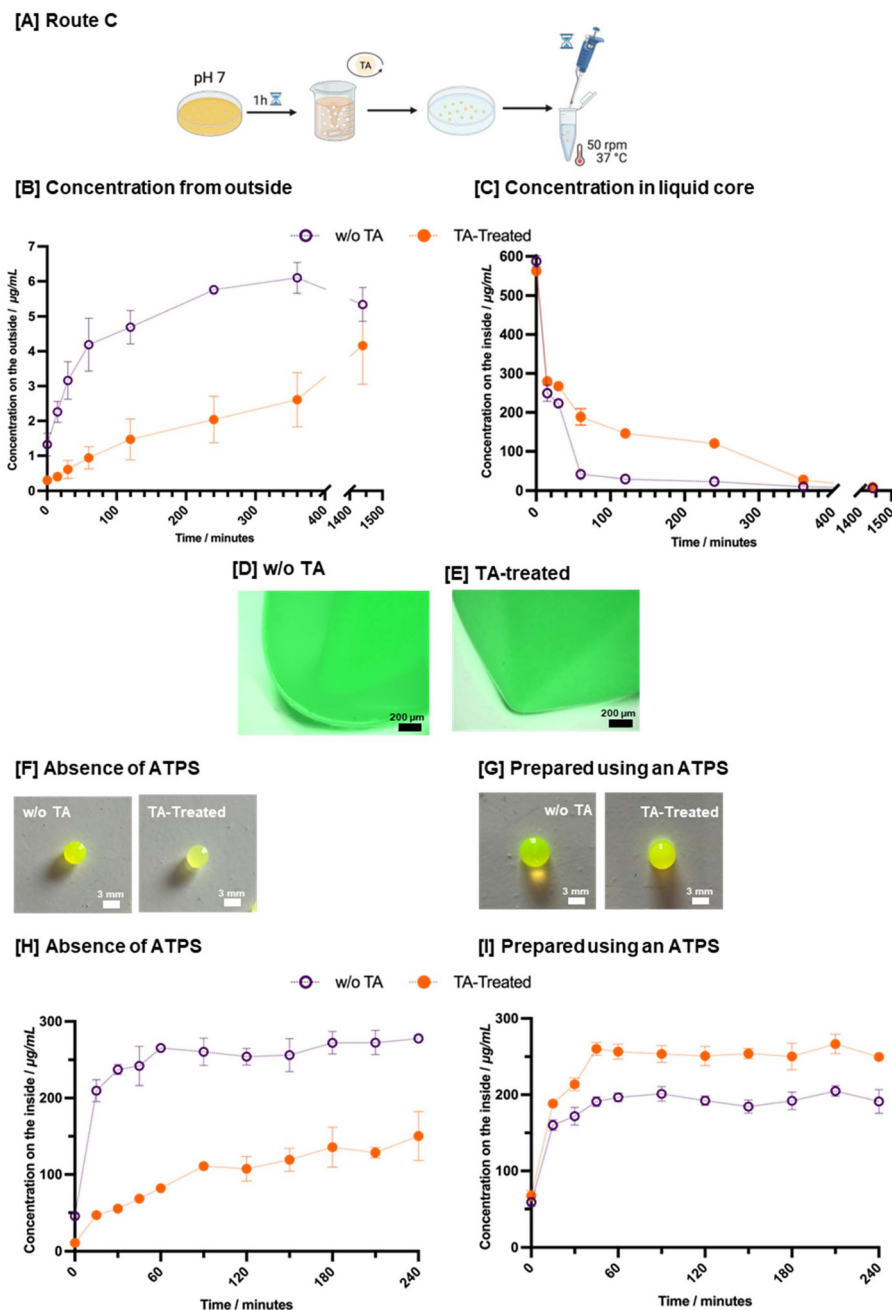 [A] Route C
TA
pH 7
1h
50 rpm
37 °C
[B] Concentration from outside
[C] Concentration in liquid core
w/o TA
TA-Treated
Concentration on the outside / µg/mL
7
6
5
4
3
2
1
0
0
100
200
300
400
1400
1500
Time / minutes
Concentration on the inside / µg/mL
600
500
400
300
200
100
0
0
100
200
300
400
1400
1500
Time / minutes
[D] w/o TA
[E] TA-treated
200 µm
200 µm
[F] Absence of ATPS
[G] Prepared using an ATPS
w/o TA
TA-Treated
w/o TA
TA-Treated
3 mm
3 mm
3 mm
3 mm
[H] Absence of ATPS
[I] Prepared using an ATPS
w/o TA
TA-Treated
Concentration on the inside / µg/mL
300
200
100
0
0
60
120
180
240
Time / minutes
Concentration on the inside / µg/mL
300
200
100
0
0
60
120
180
240
Time / minutes